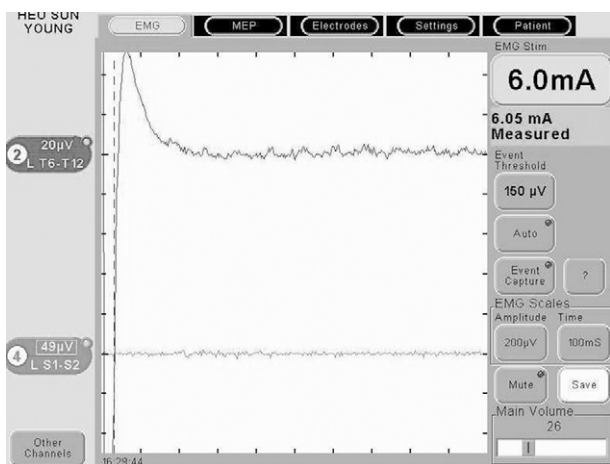 HEU SUN
YOUNG
EMG
MEP
Electrodes
Settings
Patient
EMG Stim
6.0mA
6.05 mA
Measured
2
20µV
L T6-T12
Event
Threshold
150 µV
Auto
Event
Capture
?
EMG Scales
Amplitude Time
200µV
100mS
4
49µV
L S1-S2
Mute
Save
Main Volume
26
Other
Channels
16:29:44